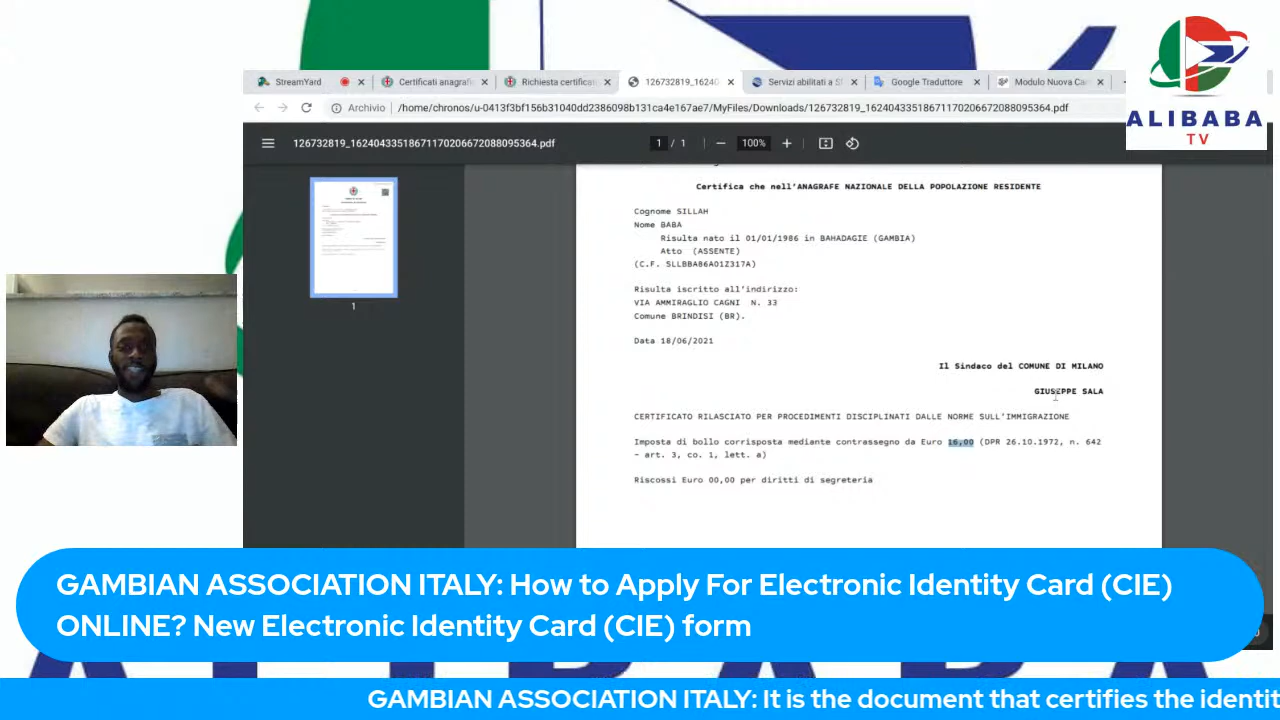 StreamYard
Certificati anagrafi
Richiesta certificat
126732819_16240
Servizi abilitati a SI
Google Traduttore
Modulo Nuova Car
Archivio /home/chronos/u-0413f3bf156b31040dd2386098b131ca4e167ae7/MyFiles/Downloads/126732819_16240433518671170206672088095364.pdf
ALIBABA
TV
126732819_16240433518671170206672088095364.pdf
1 / 1
100%
Certifica che nell'ANAGRAFE NAZIONALE DELLA POPOLAZIONE RESIDENTE
Cognome SILLAH
Nome BABA
Risulta nato il 01/01/1986 in BAHADAGIE (GAMBIA)
Atto (ASSENTE)
(C.F. SLLBBA86A01Z317A)
Risulta iscritto all'indirizzo:
VIA AMMIRAGLIO CAGNI N. 33
Comune BRINDISI (BR).
Data 18/06/2021
Il Sindaco del COMUNE DI MILANO
GIUSEPPE SALA
CERTIFICATO RILASCIATO PER PROCEDIMENTI DISCIPLINATI DALLE NORME SULL'IMMIGRAZIONE
Imposta di bollo corrisposta mediante contrassegno da Euro 16,00 (DPR 26.10.1972, n. 642
- art. 3, co. 1, lett. a)
Riscossi Euro 00,00 per diritti di segreteria
1
GAMBIAN ASSOCIATION ITALY: How to Apply For Electronic Identity Card (CIE)
ONLINE? New Electronic Identity Card (CIE) form
GAMBIAN ASSOCIATION ITALY: It is the document that certifies the identit